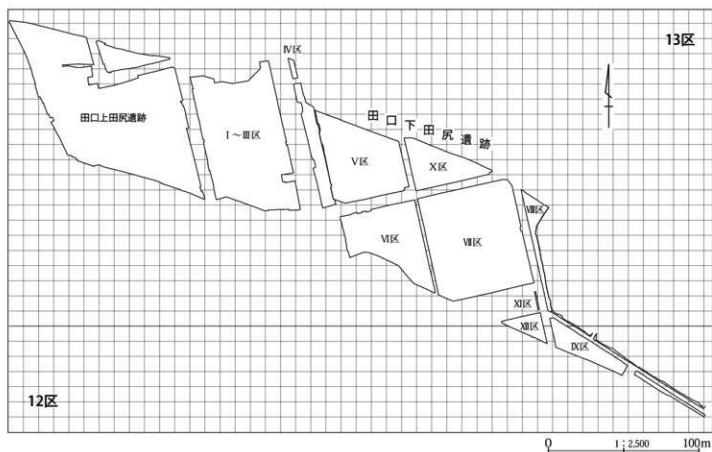 13区
Ⅳ区
田口下田尻遺跡
田口上田尻遺跡
Ⅰ～Ⅲ区
Ⅴ区
Ⅹ区
Ⅷ区
Ⅵ区
Ⅶ区
Ⅺ区
Ⅻ区
Ⅸ区
12区
0
1：2,500
100m